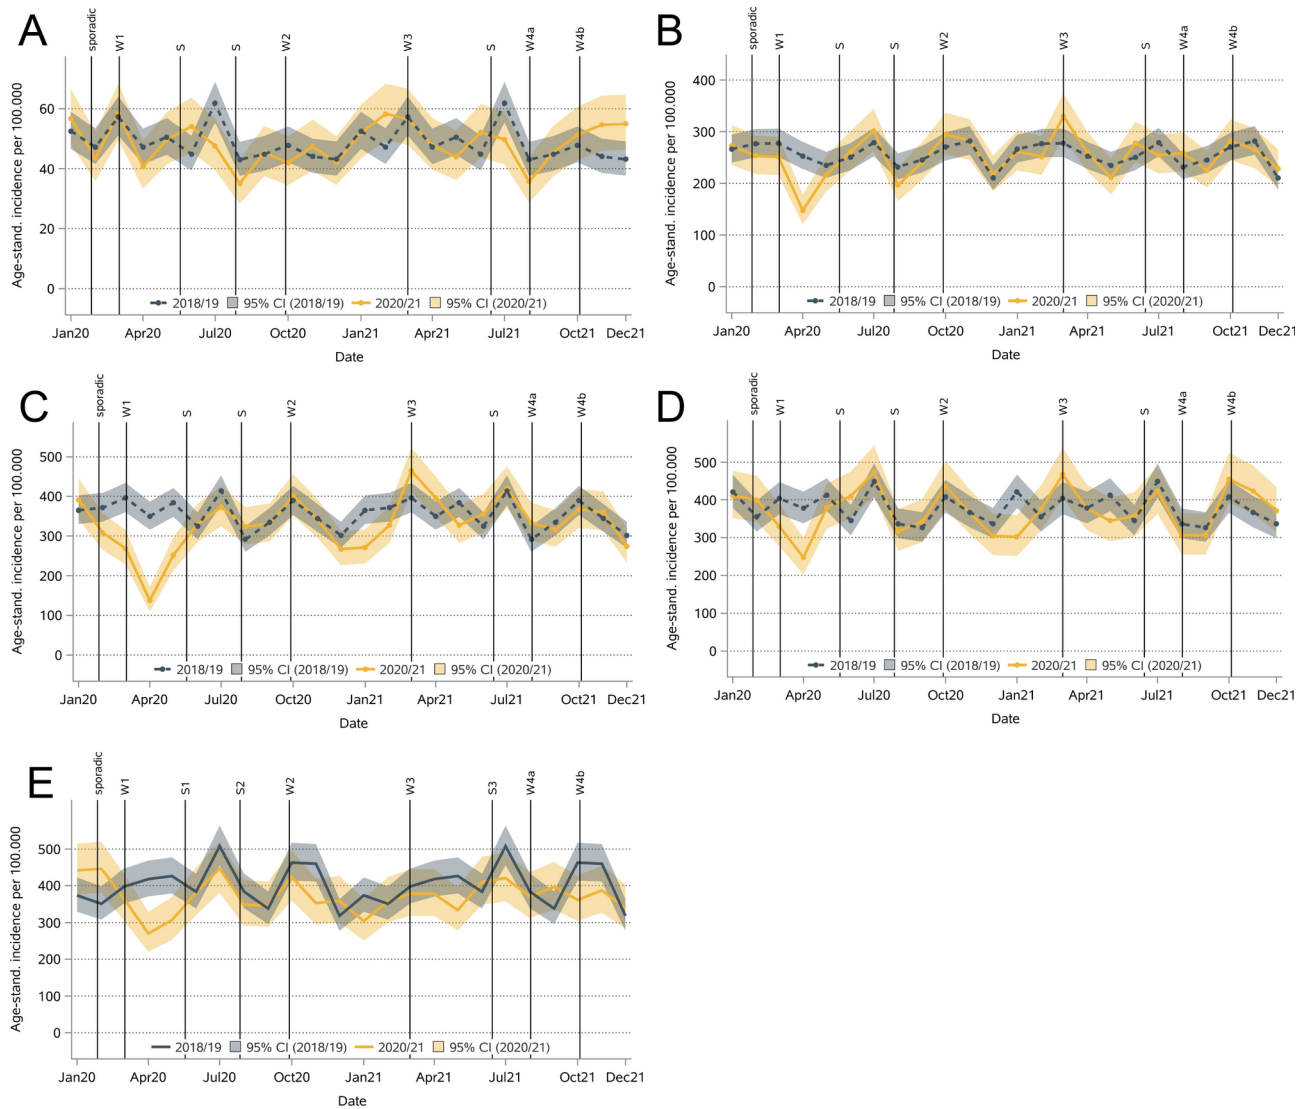 A
sporadic W1 S S W2 W3 S W4a W4b
Age-stand. incidence per 100.000
60
40
20
0
2018/19 95% CI (2018/19) 2020/21 95% CI (2020/21)
Jan20 Apr20 Jul20 Oct20 Jan21 Apr21 Jul21 Oct21 Dec21
Date
B
sporadic W1 S S W2 W3 S W4a W4b
Age-stand. incidence per 100.000
400
300
200
100
0
2018/19 95% CI (2018/19) 2020/21 95% CI (2020/21)
Jan20 Apr20 Jul20 Oct20 Jan21 Apr21 Jul21 Oct21 Dec21
Date
C
sporadic W1 S S W2 W3 S W4a W4b
Age-stand. incidence per 100.000
500
400
300
200
100
0
2018/19 95% CI (2018/19) 2020/21 95% CI (2020/21)
Jan20 Apr20 Jul20 Oct20 Jan21 Apr21 Jul21 Oct21 Dec21
Date
D
sporadic W1 S S W2 W3 S W4a W4b
Age-stand. incidence per 100.000
500
400
300
200
100
0
2018/19 95% CI (2018/19) 2020/21 95% CI (2020/21)
Jan20 Apr20 Jul20 Oct20 Jan21 Apr21 Jul21 Oct21 Dec21
Date
E
sporadic W1 S1 S2 W2 W3 S3 W4a W4b
Age-stand. incidence per 100.000
500
400
300
200
100
0
2018/19 95% CI (2018/19) 2020/21 95% CI (2020/21)
Jan20 Apr20 Jul20 Oct20 Jan21 Apr21 Jul21 Oct21 Dec21
Date